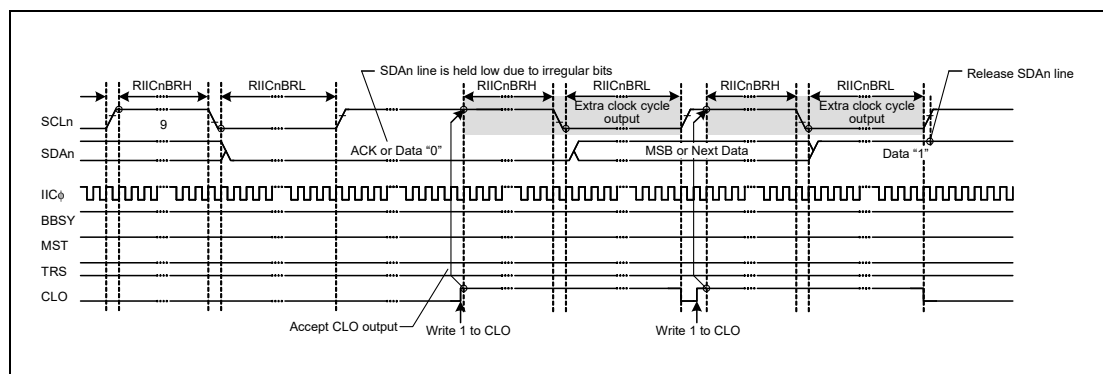 SDAn line is held low due to irregular bits
Release SDAn line
RIICnBRH
RIICnBRL
RIICnBRH
RIICnBRL
RIICnBRH
RIICnBRL
SCLn
9
Extra clock cycle
output
Extra clock cycle
output
SDAn
ACK or Data “0”
MSB or Next Data
Data “1”
IICϕ
BBSY
MST
TRS
CLO
Accept CLO output
Write 1 to CLO
Write 1 to CLO